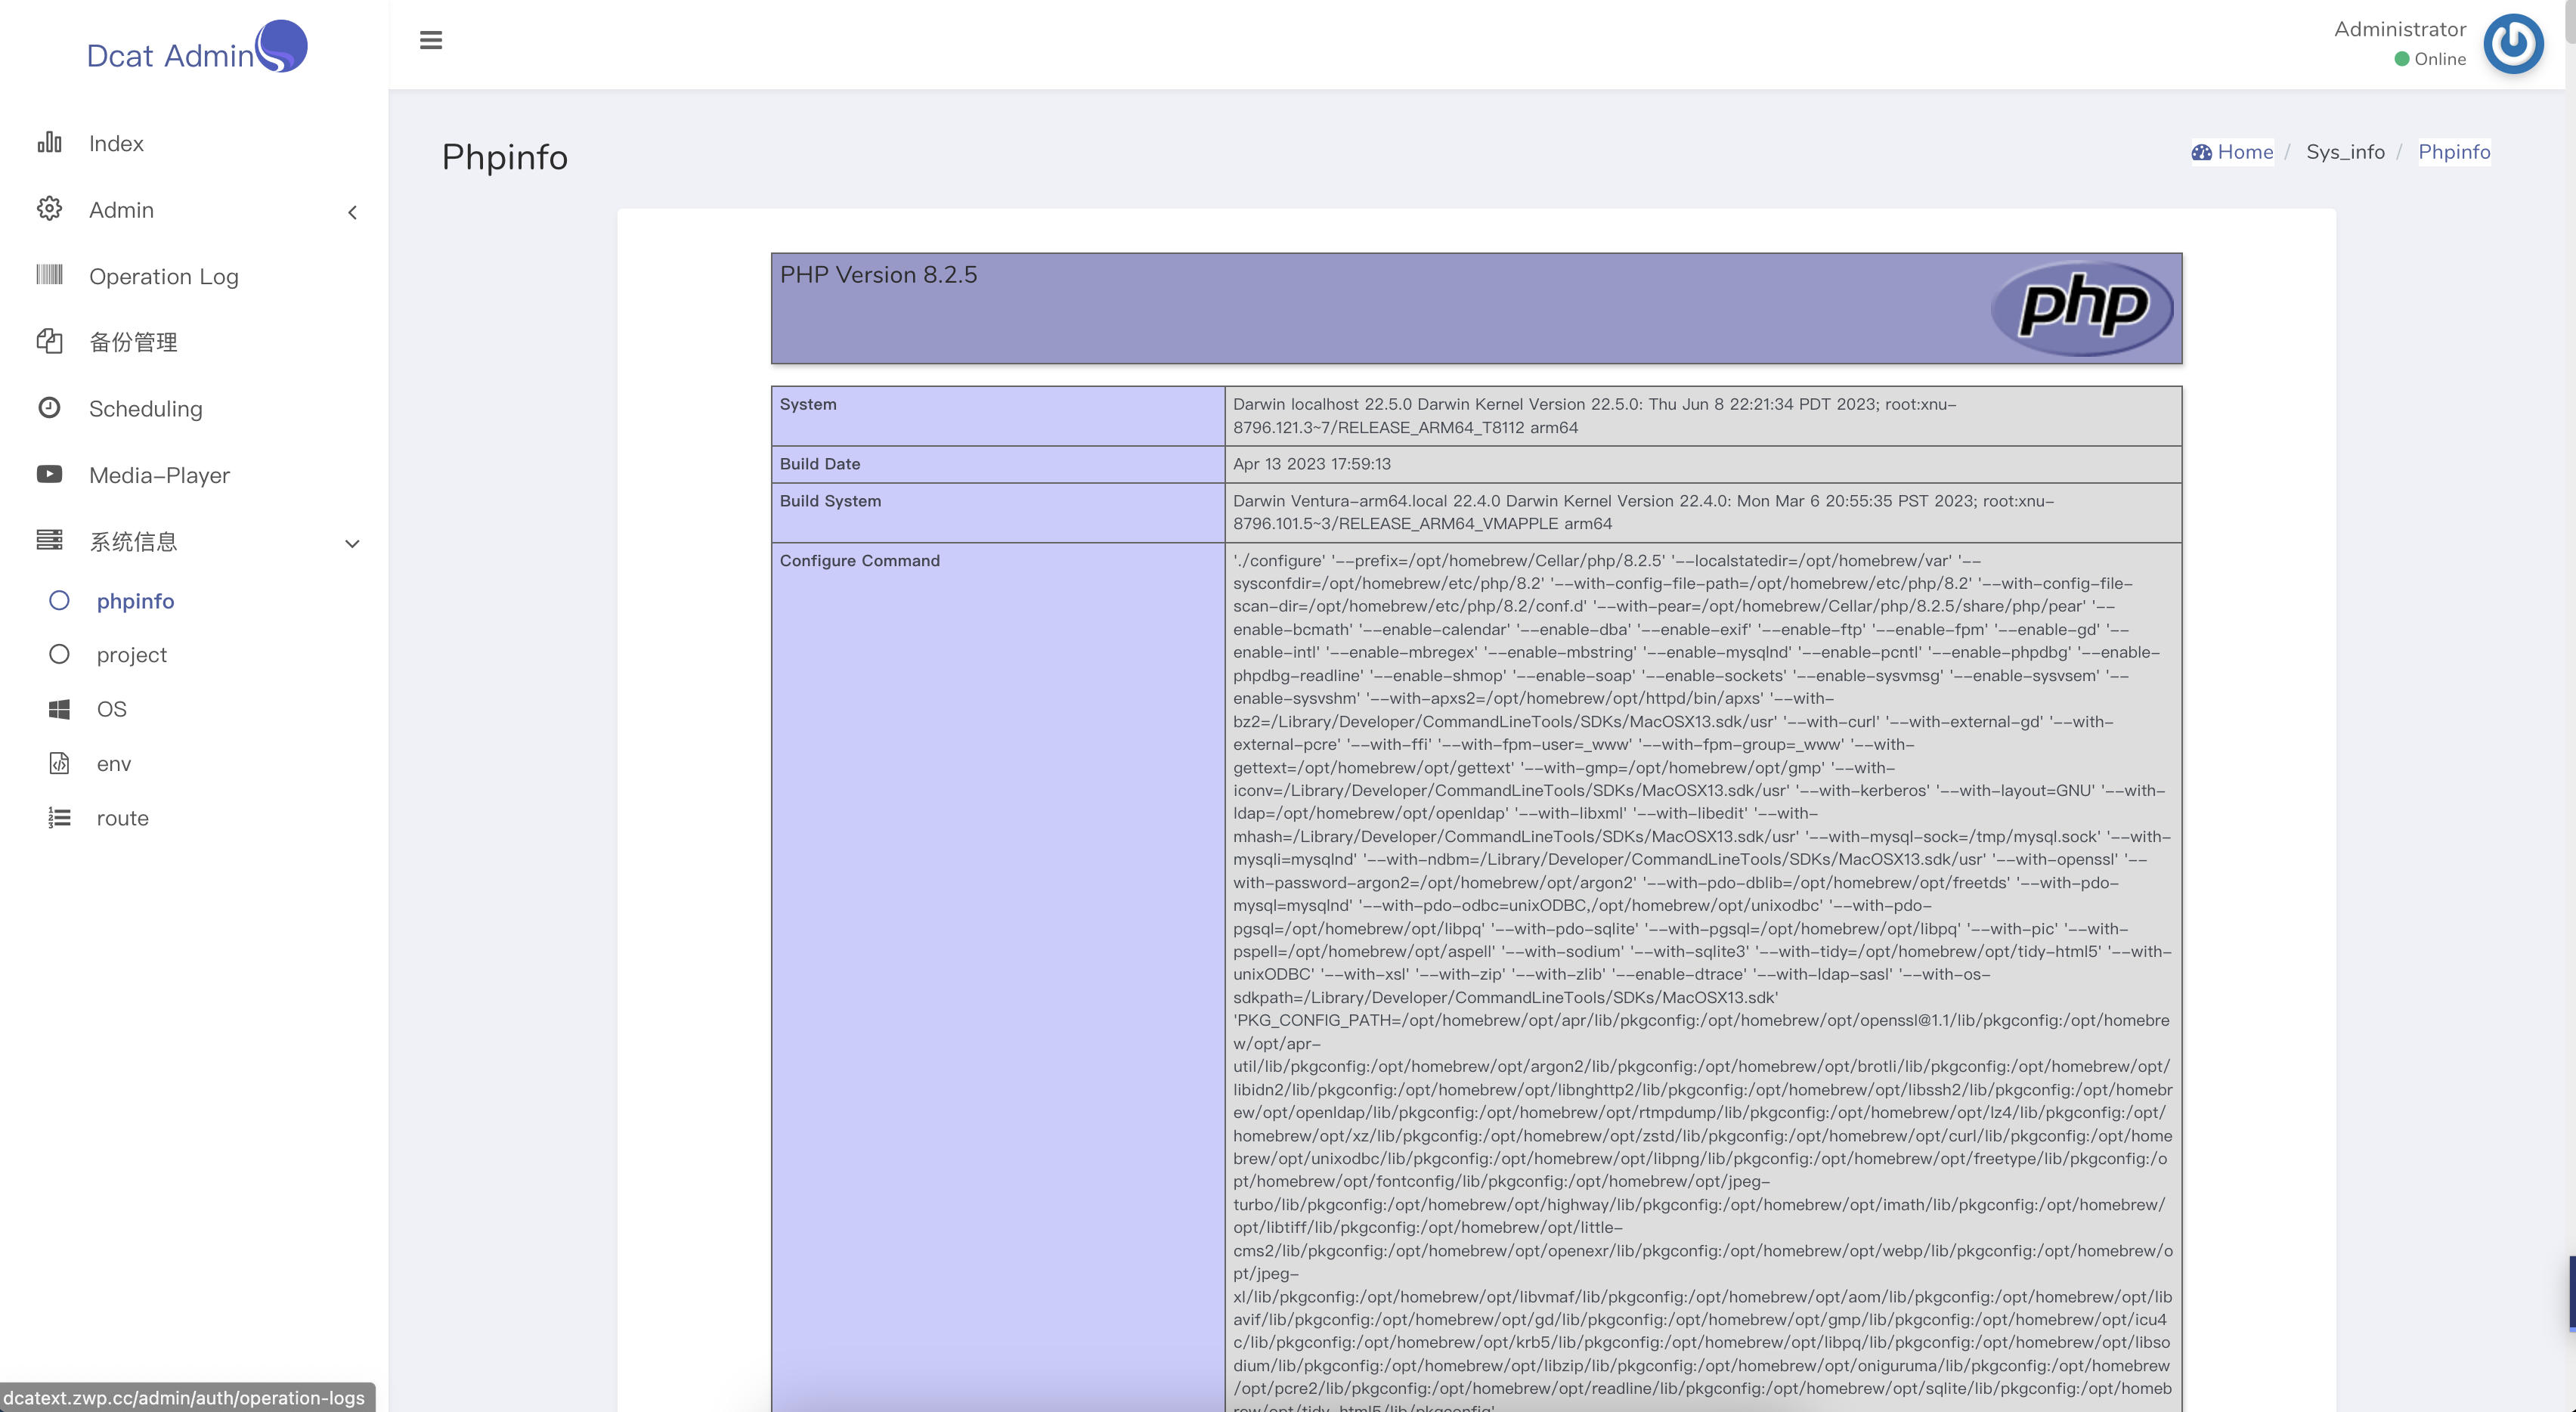 Dcat Admin
Administrator
Online
Index
Admin
Operation Log
备份管理
Scheduling
Media-Player
系统信息
phpinfo
project
OS
env
route
Phpinfo
Home / Sys_info / Phpinfo
PHP Version 8.2.5
php
System
Darwin localhost 22.5.0 Darwin Kernel Version 22.5.0: Thu Jun 8 22:21:34 PDT 2023; root:xnu-
8796.121.3~7/RELEASE_ARM64_T8112 arm64
Build Date
Apr 13 2023 17:59:13
Build System
Darwin Ventura-arm64.local 22.4.0 Darwin Kernel Version 22.4.0: Mon Mar 6 20:55:35 PST 2023; root:xnu-
8796.101.5~3/RELEASE_ARM64_VMAPPLE arm64
Configure Command
'./configure' '--prefix=/opt/homebrew/Cellar/php/8.2.5' '--localstatedir=/opt/homebrew/var' '--
sysconfdir=/opt/homebrew/etc/php/8.2' '--with-config-file-path=/opt/homebrew/etc/php/8.2' '--with-config-file-
scan-dir=/opt/homebrew/etc/php/8.2/conf.d' '--with-pear=/opt/homebrew/Cellar/php/8.2.5/share/php/pear' '--
enable-bcmath' '--enable-calendar' '--enable-dba' '--enable-exif' '--enable-ftp' '--enable-fpm' '--enable-gd' '--
enable-intl' '--enable-mbregex' '--enable-mbstring' '--enable-mysqlnd' '--enable-pcntl' '--enable-phpdbg' '--enable-
phpdbg-readline' '--enable-shmop' '--enable-soap' '--enable-sockets' '--enable-sysvmsg' '--enable-sysvsem' '--
enable-sysvshm' '--with-apxs2=/opt/homebrew/opt/httpd/bin/apxs' '--with-
bz2=/Library/Developer/CommandLineTools/SDKs/MacOSX13.sdk/usr' '--with-curl' '--with-external-gd' '--with-
external-pcre' '--with-ffi' '--with-fpm-user=_www' '--with-fpm-group=_www' '--with-
gettext=/opt/homebrew/opt/gettext' '--with-gmp=/opt/homebrew/opt/gmp' '--with-
iconv=/Library/Developer/CommandLineTools/SDKs/MacOSX13.sdk/usr' '--with-kerberos' '--with-layout=GNU' '--with-
ldap=/opt/homebrew/opt/openldap' '--with-libxml' '--with-libedit' '--with-
mhash=/Library/Developer/CommandLineTools/SDKs/MacOSX13.sdk/usr' '--with-mysql-sock=/tmp/mysql.sock' '--with-
mysqli=mysqlnd' '--with-ndbm=/Library/Developer/CommandLineTools/SDKs/MacOSX13.sdk/usr' '--with-openssl' '--
with-password-argon2=/opt/homebrew/opt/argon2' '--with-pdo-dblib=/opt/homebrew/opt/freetds' '--with-pdo-
mysql=mysqlnd' '--with-pdo-odbc=unixODBC,/opt/homebrew/opt/unixodbc' '--with-pdo-
pgsql=/opt/homebrew/opt/libpq' '--with-pdo-sqlite' '--with-pgsql=/opt/homebrew/opt/libpq' '--with-pic' '--with-
pspell=/opt/homebrew/opt/aspell' '--with-sodium' '--with-sqlite3' '--with-tidy=/opt/homebrew/opt/tidy-html5' '--with-
unixODBC' '--with-xsl' '--with-zip' '--with-zlib' '--enable-dtrace' '--with-ldap-sasl' '--with-os-
sdkpath=/Library/Developer/CommandLineTools/SDKs/MacOSX13.sdk'
'PKG_CONFIG_PATH=/opt/homebrew/opt/apr/lib/pkgconfig:/opt/homebrew/opt/openssl@1.1/lib/pkgconfig:/opt/homebre
w/opt/apr-
util/lib/pkgconfig:/opt/homebrew/opt/argon2/lib/pkgconfig:/opt/homebrew/opt/brotli/lib/pkgconfig:/opt/homebrew/opt/
libidn2/lib/pkgconfig:/opt/homebrew/opt/libnghttp2/lib/pkgconfig:/opt/homebrew/opt/libssh2/lib/pkgconfig:/opt/homebr
ew/opt/openldap/lib/pkgconfig:/opt/homebrew/opt/rtmpdump/lib/pkgconfig:/opt/homebrew/opt/lz4/lib/pkgconfig:/opt/
homebrew/opt/xz/lib/pkgconfig:/opt/homebrew/opt/zstd/lib/pkgconfig:/opt/homebrew/opt/curl/lib/pkgconfig:/opt/home
brew/opt/unixodbc/lib/pkgconfig:/opt/homebrew/opt/libpng/lib/pkgconfig:/opt/homebrew/opt/freetype/lib/pkgconfig:/o
pt/homebrew/opt/fontconfig/lib/pkgconfig:/opt/homebrew/opt/jpeg-
turbo/lib/pkgconfig:/opt/homebrew/opt/highway/lib/pkgconfig:/opt/homebrew/opt/imath/lib/pkgconfig:/opt/homebrew/
opt/libtiff/lib/pkgconfig:/opt/homebrew/opt/little-
cms2/lib/pkgconfig:/opt/homebrew/opt/openexr/lib/pkgconfig:/opt/homebrew/opt/webp/lib/pkgconfig:/opt/homebrew/o
pt/jpeg-
xl/lib/pkgconfig:/opt/homebrew/opt/libvmaf/lib/pkgconfig:/opt/homebrew/opt/aom/lib/pkgconfig:/opt/homebrew/opt/lib
avif/lib/pkgconfig:/opt/homebrew/opt/gd/lib/pkgconfig:/opt/homebrew/opt/gmp/lib/pkgconfig:/opt/homebrew/opt/icu4
c/lib/pkgconfig:/opt/homebrew/opt/krb5/lib/pkgconfig:/opt/homebrew/opt/libpq/lib/pkgconfig:/opt/homebrew/opt/libso
dium/lib/pkgconfig:/opt/homebrew/opt/libzip/lib/pkgconfig:/opt/homebrew/opt/oniguruma/lib/pkgconfig:/opt/homebrew
/opt/pcre2/lib/pkgconfig:/opt/homebrew/opt/readline/lib/pkgconfig:/opt/homebrew/opt/sqlite/lib/pkgconfig:/opt/homeb
rew/opt/tidy-html5/lib/pkgconfig'
dcatext.zwp.cc/admin/auth/operation-logs